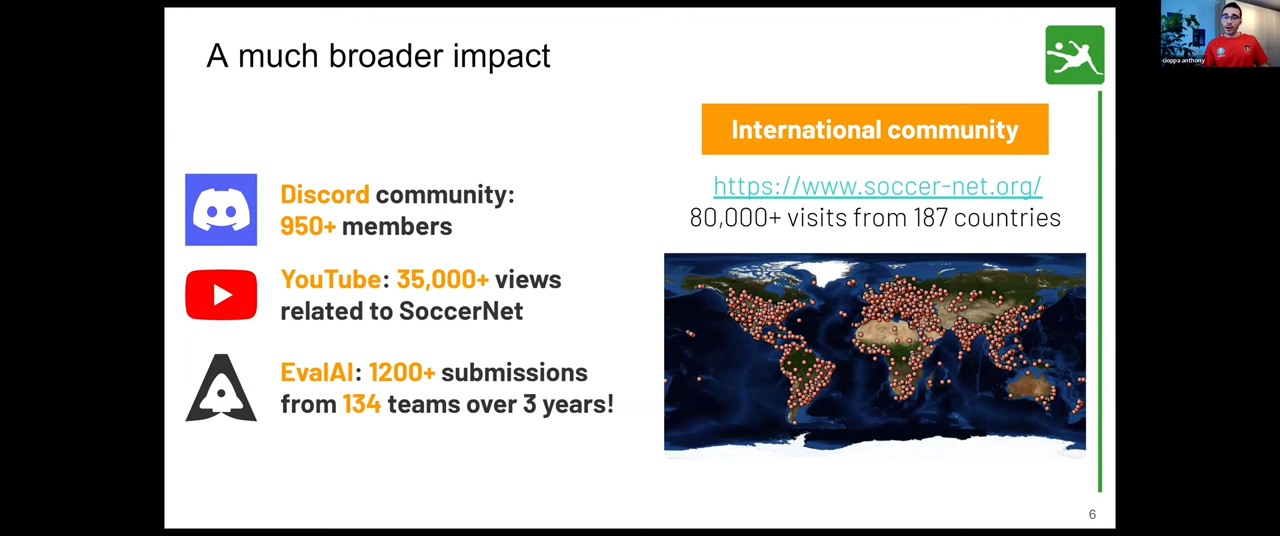 A much broader impact
International community
https://www.soccer-net.org/
80,000+ visits from 187 countries
Discord community:
950+ members
YouTube: 35,000+ views
related to SoccerNet
EvalAI: 1200+ submissions
from 134 teams over 3 years!
6
cioppa anthony